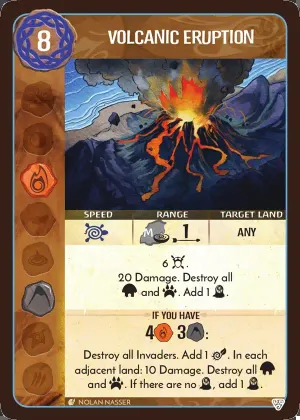 8
VOLCANIC ERUPTION
SPEED
RANGE
TARGET LAND
M
1
ANY
6
20 Damage. Destroy all
and . Add 1 .
IF YOU HAVE
4 3 :
Destroy all Invaders. Add 1 . In each
adjacent land: 10 Damage. Destroy all
and . If there are no , add 1 .
NOLAN NASSER